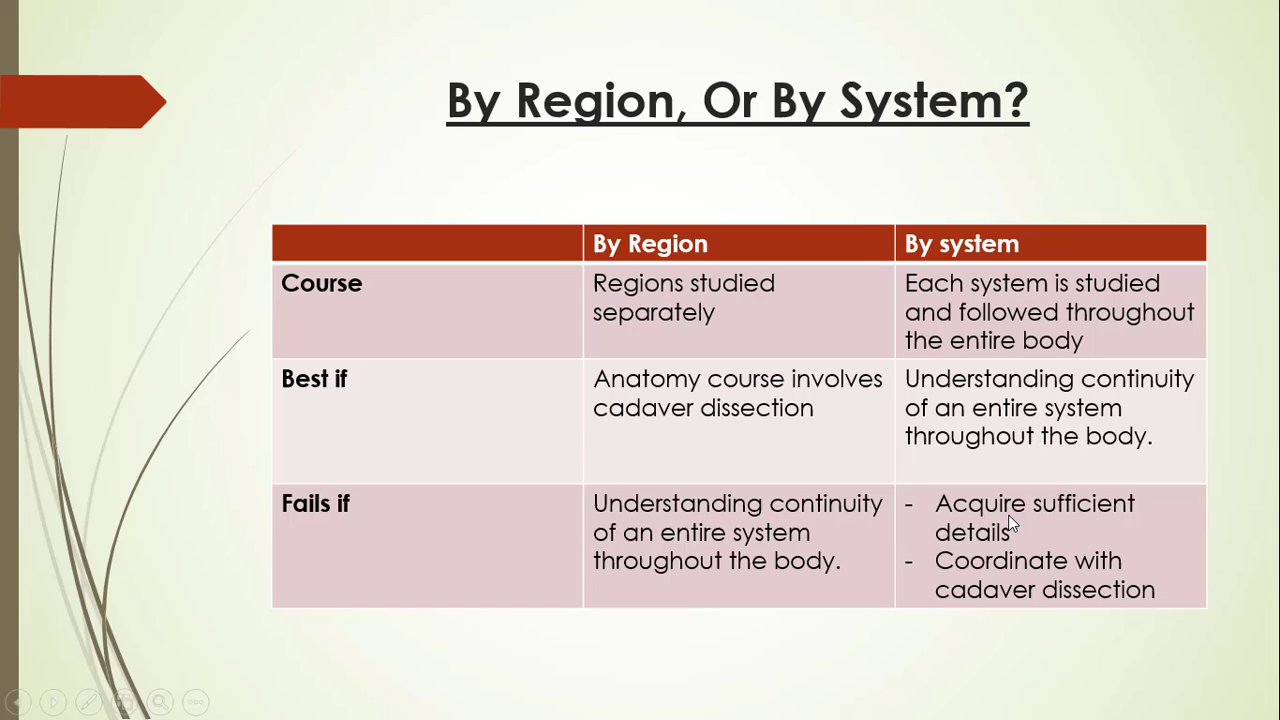 By Region, Or By System?
By Region
By system
Course
Regions studied
separately
Each system is studied
and followed throughout
the entire body
Best if
Anatomy course involves
cadaver dissection
Understanding continuity
of an entire system
throughout the body.
Fails if
Understanding continuity
of an entire system
throughout the body.
- Acquire sufficient
details
- Coordinate with
cadaver dissection